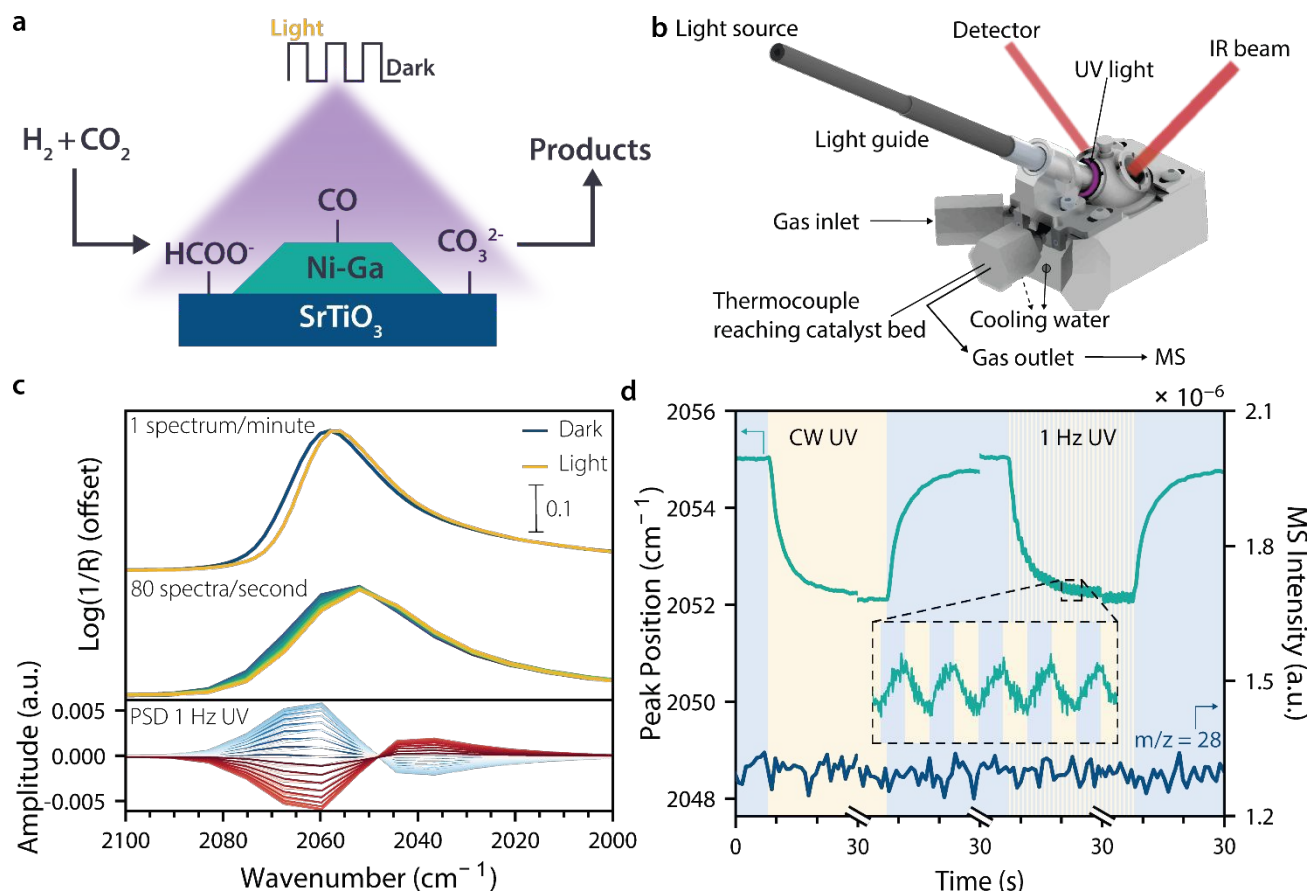 a
Light
Dark
H₂ + CO₂
Products
CO
HCOO⁻
CO₃²⁻
Ni-Ga
SrTiO₃
b
Light source
Detector
IR beam
UV light
Light guide
Gas inlet
Thermocouple
reaching catalyst bed
Cooling water
Gas outlet
MS
c
1 spectrum/minute
Dark
Light
0.1
80 spectra/second
Log(1/R) (offset)
PSD 1 Hz UV
Amplitude (a.u.)
0.005
0.000
-0.005
2100 2080 2060 2040 2020 2000
Wavenumber (cm⁻¹)
d
× 10⁻⁶
2056
2054
2052
2050
2048
Peak Position (cm⁻¹)
CW UV
1 Hz UV
m/z = 28
2.1
1.8
1.5
1.2
MS Intensity (a.u.)
0 30 30 30 30
Time (s)